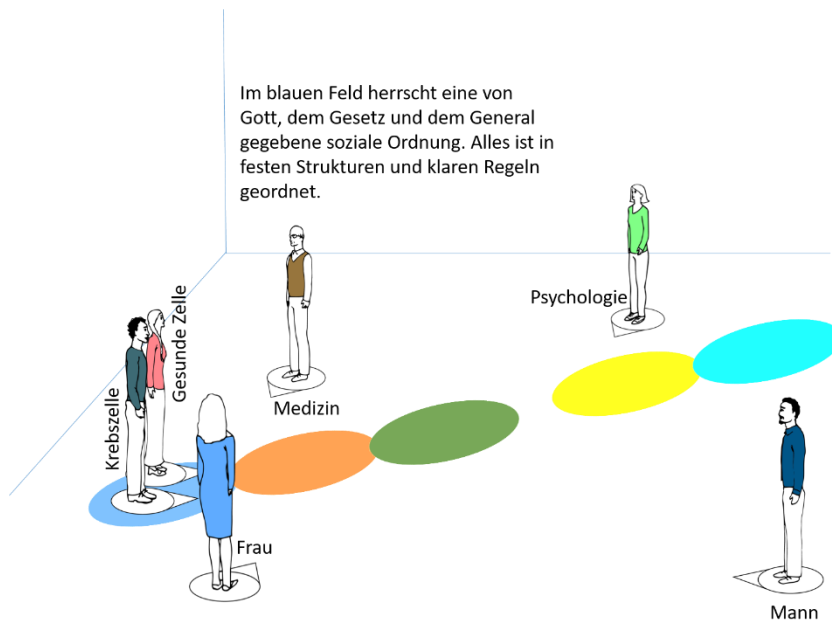 Im blauen Feld herrscht eine von
Gott, dem Gesetz und dem General
gegebene soziale Ordnung. Alles ist in
festen Strukturen und klaren Regeln
geordnet.
Psychologie
Gesunde Zelle
Krebszelle
Medizin
Frau
Mann